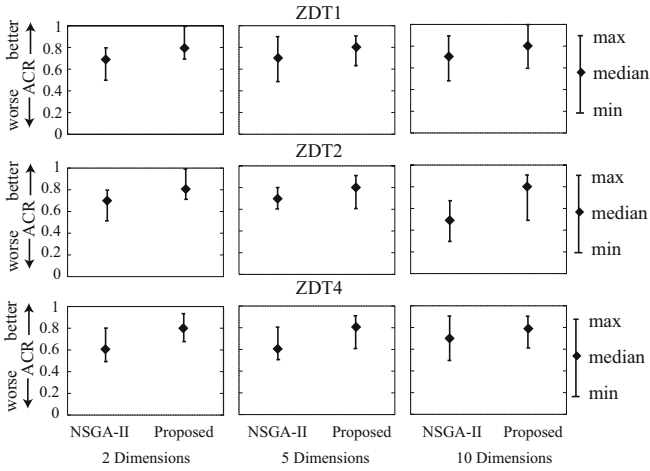 ZDT1
worse ACR better
1
0.8
0.6
0.4
0.2
0
max
median
min
ZDT2
worse ACR better
1
0.8
0.6
0.4
0.2
0
max
median
min
ZDT4
worse ACR better
1
0.8
0.6
0.4
0.2
0
max
median
min
NSGA-II Proposed NSGA-II Proposed NSGA-II Proposed
2 Dimensions 5 Dimensions 10 Dimensions